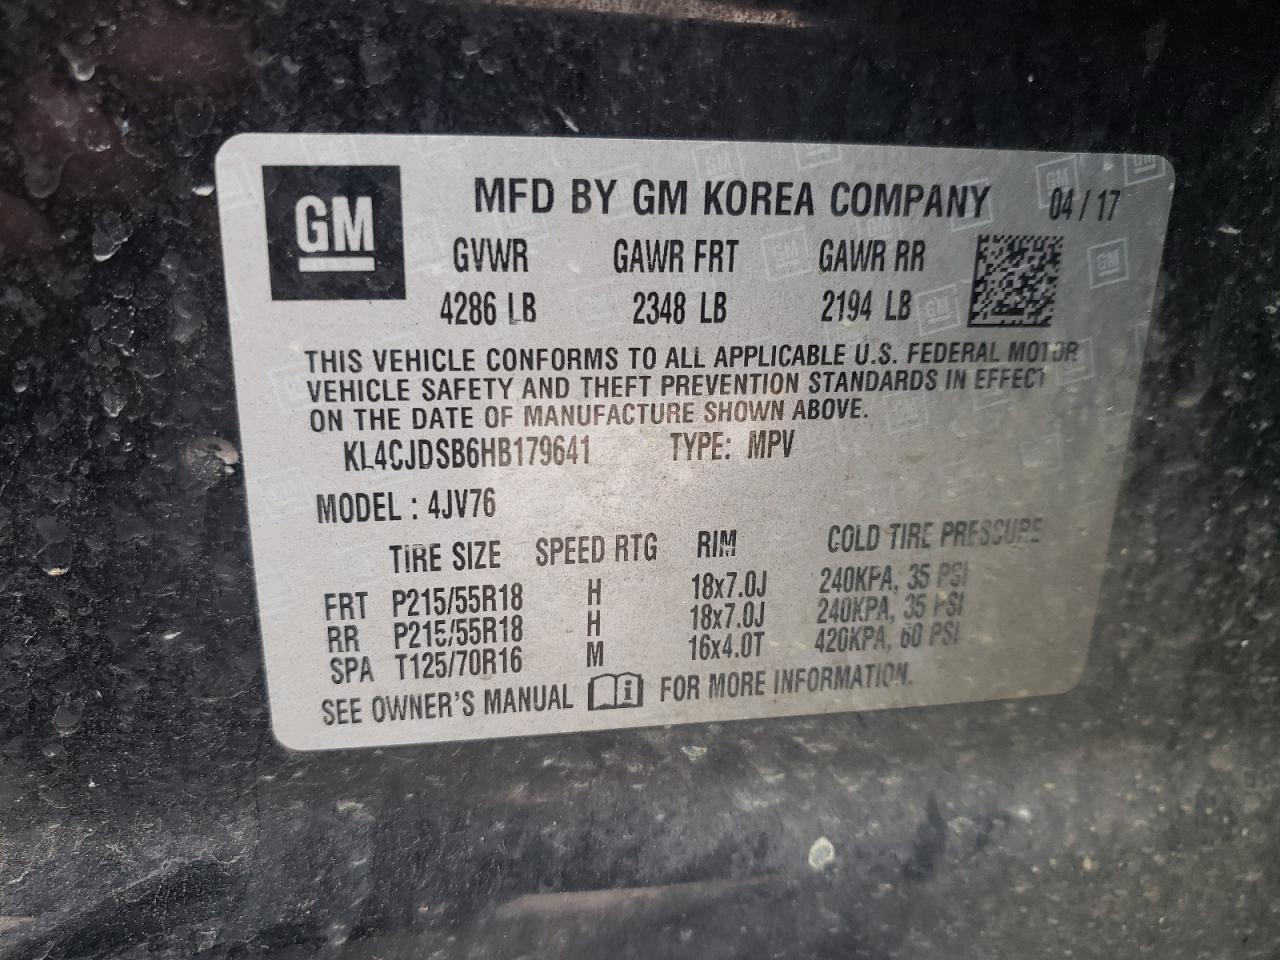 GM
MFD BY GM KOREA COMPANY 04 / 17
GVWR GAWR FRT GAWR RR
4286 LB 2348 LB 2194 LB
THIS VEHICLE CONFORMS TO ALL APPLICABLE U.S. FEDERAL MOTOR
VEHICLE SAFETY AND THEFT PREVENTION STANDARDS IN EFFECT
ON THE DATE OF MANUFACTURE SHOWN ABOVE.
KL4CJDSB6HB179641 TYPE: MPV
MODEL : 4JV76
TIRE SIZE SPEED RTG RIM COLD TIRE PRESSURE
FRT P215/55R18 H 18x7.0J 240KPA, 35 PSI
RR P215/55R18 H 18x7.0J 240KPA, 35 PSI
SPA T125/70R16 M 16x4.0T 420KPA, 60 PSI
SEE OWNER'S MANUAL i FOR MORE INFORMATION.